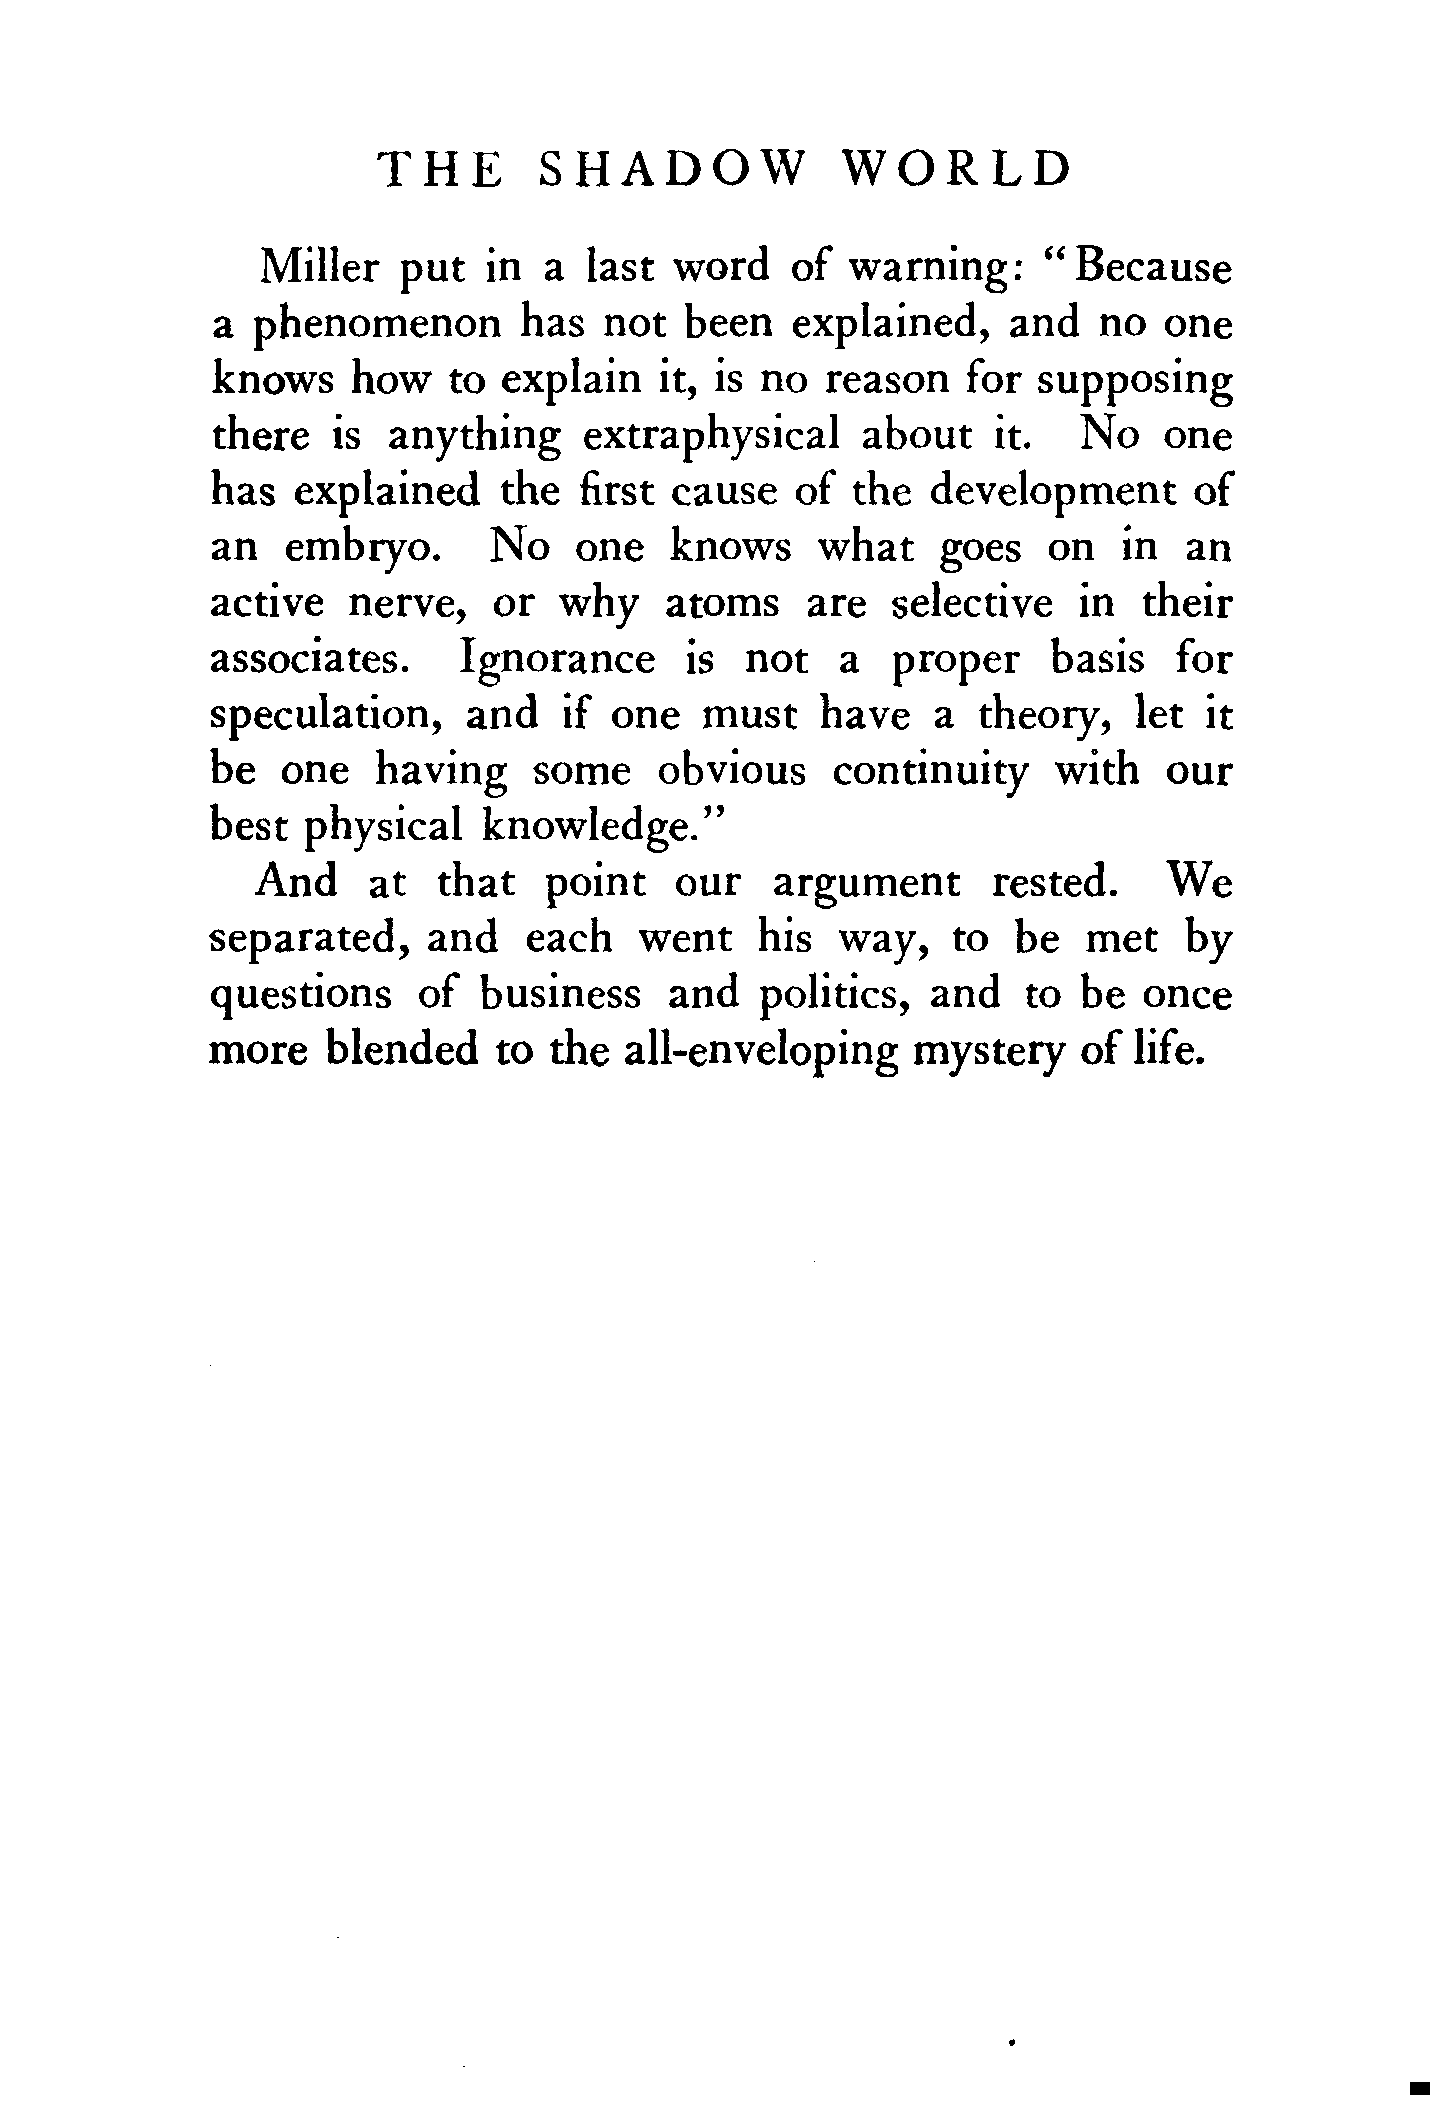 THE SHADOW WORLD
Miller put in a last word of warning: “Because
a phenomenon has not been explained, and no one
knows how to explain it, is no reason for supposing
there is anything extraphysical about it. No one
has explained the first cause of the development of
an embryo. No one knows what goes on in an
active nerve, or why atoms are selective in their
associates. Ignorance is not a proper basis for
speculation, and if one must have a theory, let it
be one having some obvious continuity with our
best physical knowledge.”
And at that point our argument rested. We
separated, and each went his way, to be met by
questions of business and politics, and to be once
more blended to the all-enveloping mystery of life.